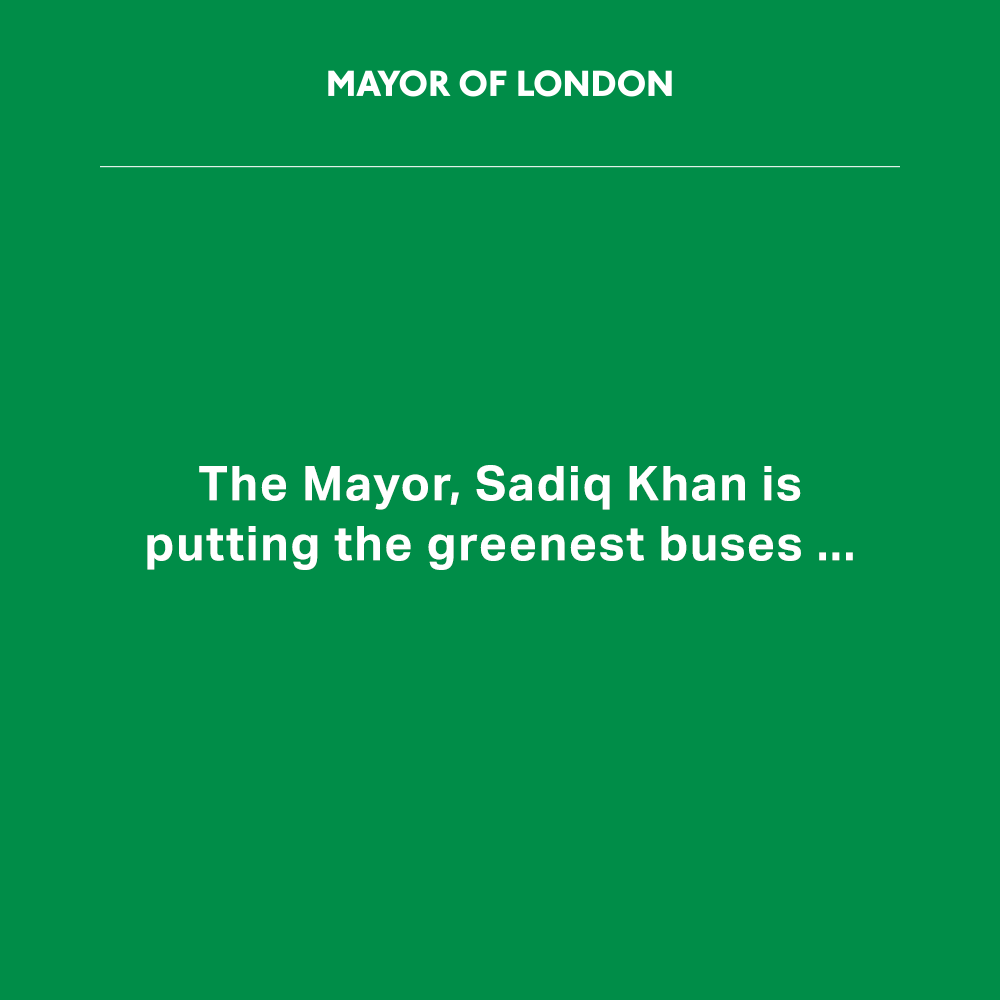 MAYOR OF LONDON
The Mayor, Sadiq Khan is
putting the greenest buses ...